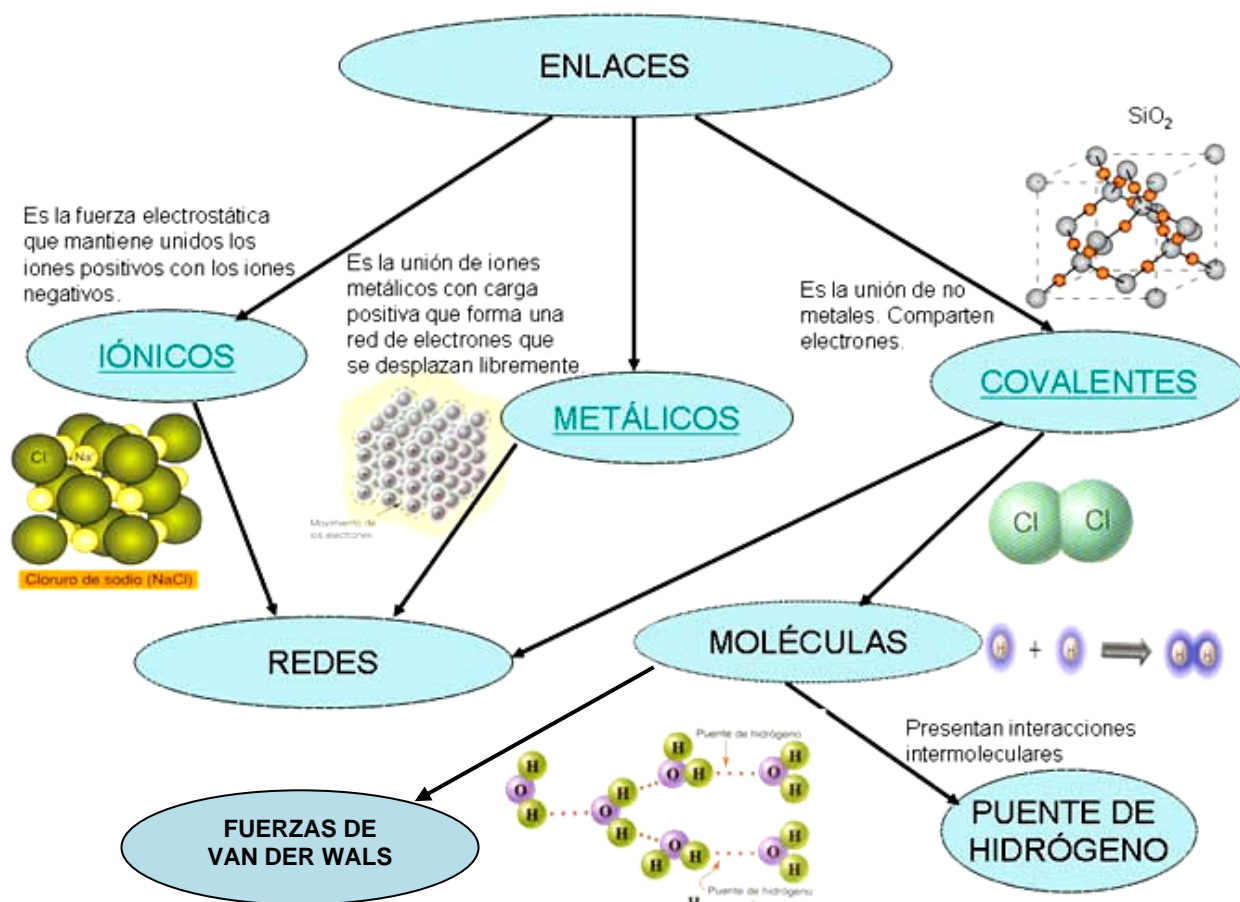 ENLACES
SiO2
Es la fuerza electrostática
que mantiene unidos los
iones positivos con los iones
negativos.
Es la unión de iones
metálicos con carga
positiva que forma una
red de electrones que
se desplazan libremente
Es la unión de no
metales. Comparten
electrones.
IÓNICOS
METÁLICOS
COVALENTES
Cl-
Na+
Movimiento de
los electrones
Cloruro de sodio (NaCl)
Cl Cl
REDES
MOLÉCULAS
H + H H H
Presentan interacciones
intermoleculares
Puente de hidrógeno
H H H
O H O
O H H
H O
H H H
H O H O
Puente de hidrógeno
H
FUERZAS DE
VAN DER WALS
PUENTE DE
HIDRÓGENO